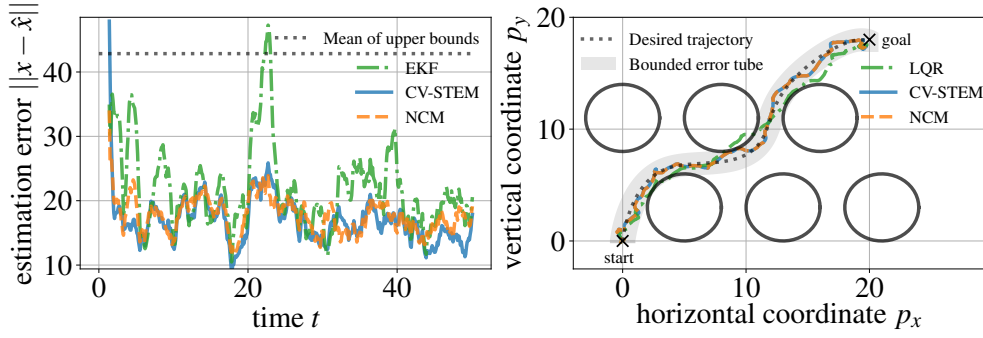 estimation error ||x − x̂||
40
30
20
10
Mean of upper bounds
EKF
CV-STEM
NCM
0
20
40
time t
vertical coordinate p_y
20
10
0
Desired trajectory
Bounded error tube
goal
LQR
CV-STEM
NCM
start
0
10
20
horizontal coordinate p_x